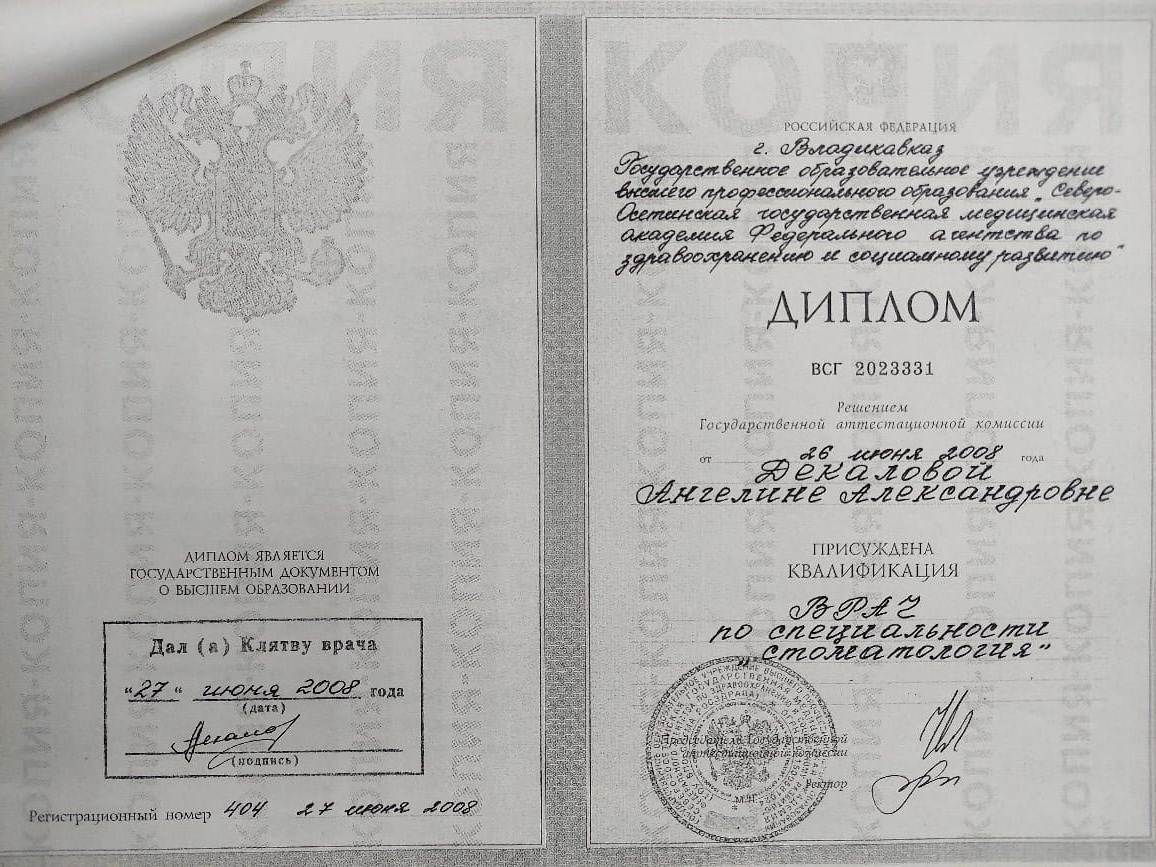 КОПИЯ
ДИПЛОМ ЯВЛЯЕТСЯ
ГОСУДАРСТВЕННЫМ ДОКУМЕНТОМ
О ВЫСШЕМ ОБРАЗОВАНИИ
Дал (а) Клятву врача
"27" июня 2008 года
(дата)
(подпись)
Регистрационный номер 404 27 июня 2008
КОПИЯ
РОССИЙСКАЯ ФЕДЕРАЦИЯ
г. Владикавказ
Государственное образовательное учреждение
высшего профессионального образования „Северо-
Осетинская государственная медицинская
академия Федерального агентства по
здравоохранению и социальному развитию"
ДИПЛОМ
ВСГ 2023331
Решением
Государственной аттестационной комиссии
от 26 июня 2008 года
Декаловой
Ангелине Александровне
ПРИСУЖДЕНА
КВАЛИФИКАЦИЯ
ВРАЧ
по специальности
„стоматология"
Председатель Государственной
аттестационной комиссии
Ректор
М.П.